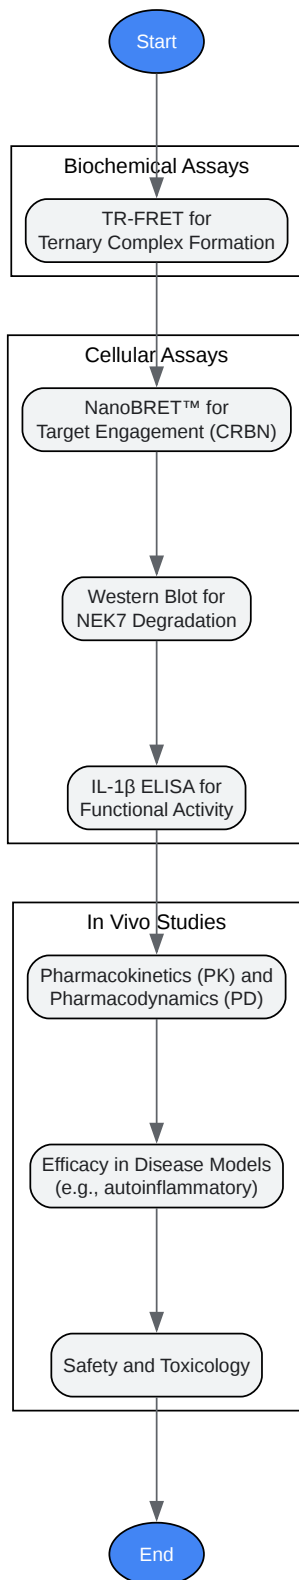 Start
Biochemical Assays
TR-FRET for
Ternary Complex Formation
Cellular Assays
NanoBRET™ for
Target Engagement (CRBN)
Western Blot for
NEK7 Degradation
IL-1β ELISA for
Functional Activity
In Vivo Studies
Pharmacokinetics (PK) and
Pharmacodynamics (PD)
Efficacy in Disease Models
(e.g., autoinflammatory)
Safety and Toxicology
End